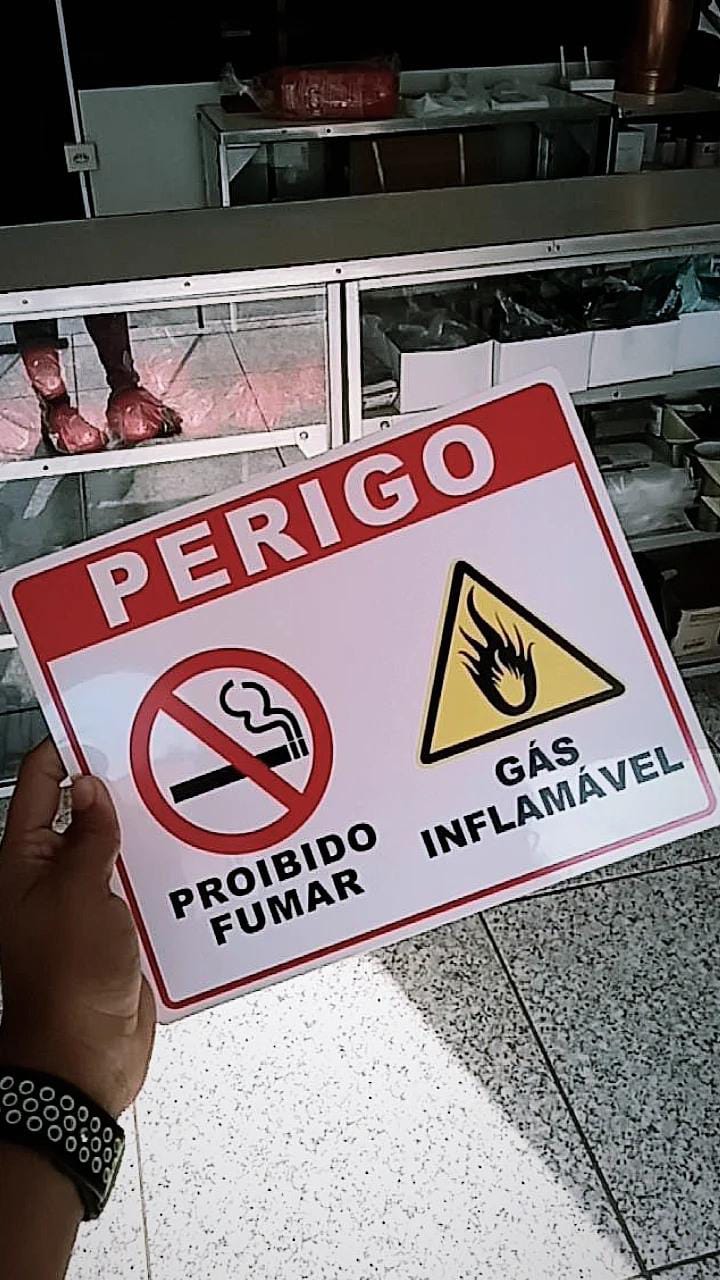 PERIGO
PROIBIDO
FUMAR
GÁS
INFLAMÁVEL